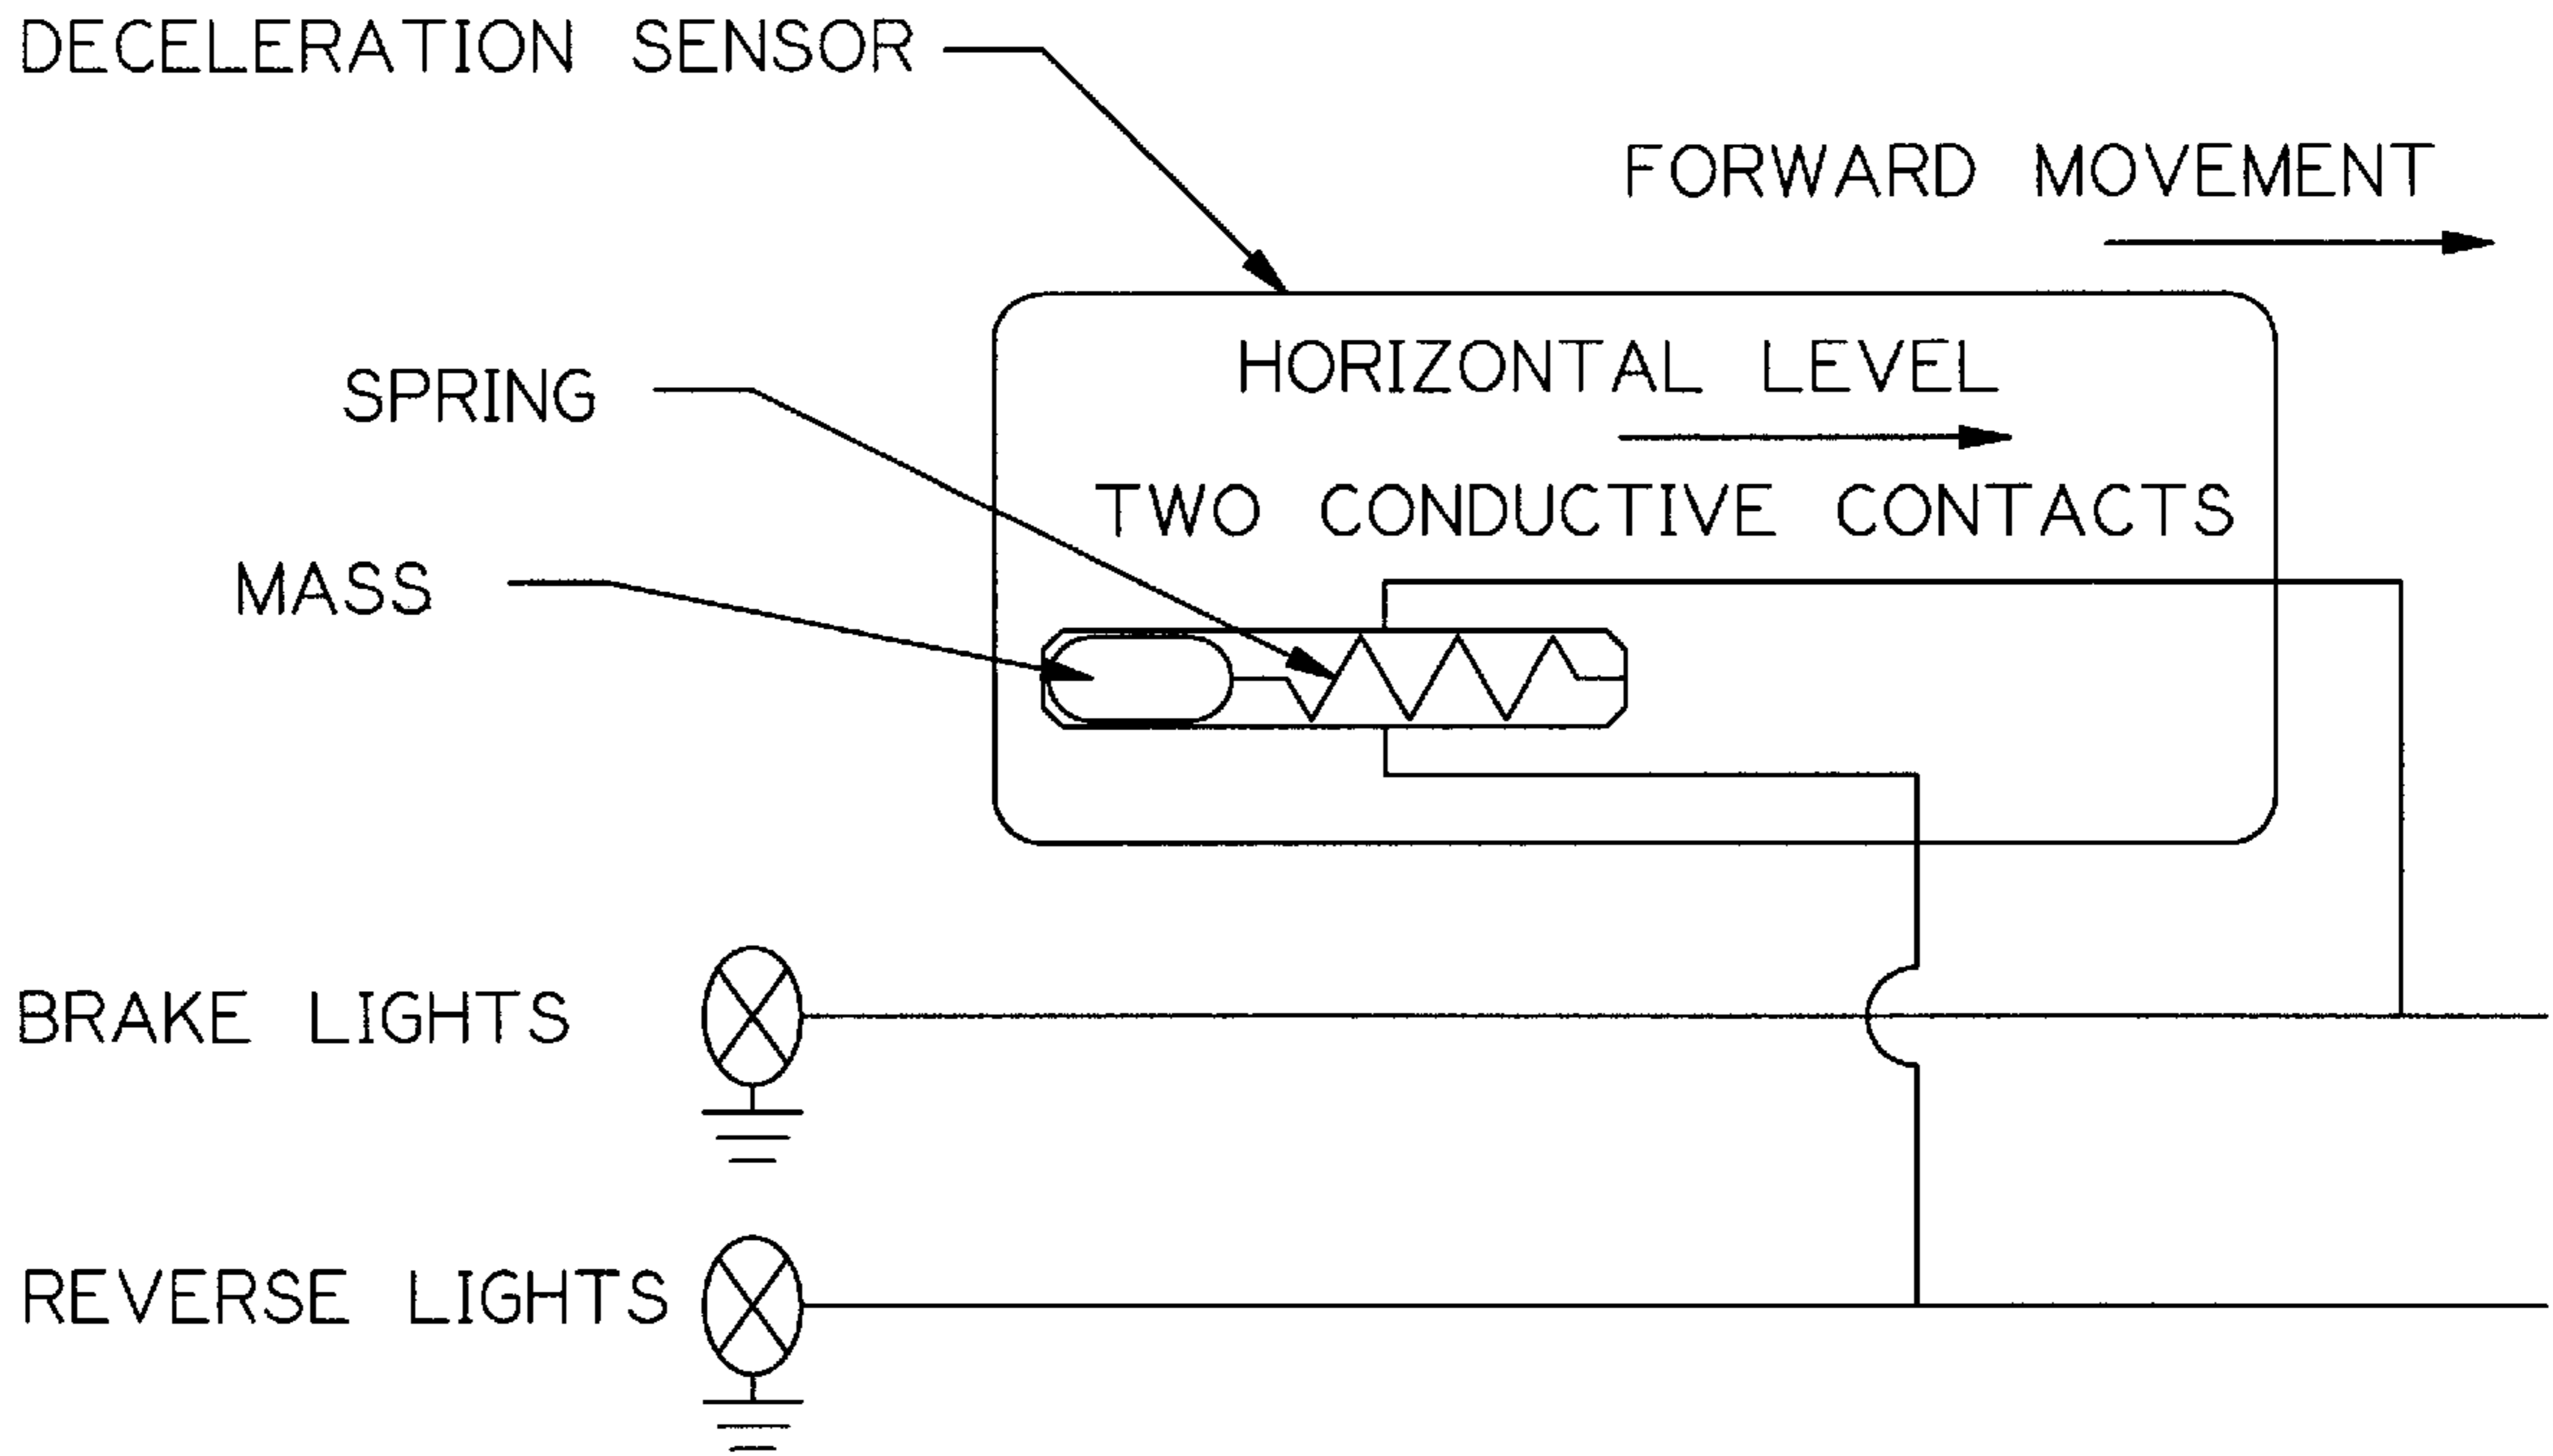 DECELERATION SENSOR
FORWARD MOVEMENT
HORIZONTAL LEVEL
SPRING
TWO CONDUCTIVE CONTACTS
MASS
BRAKE LIGHTS
REVERSE LIGHTS